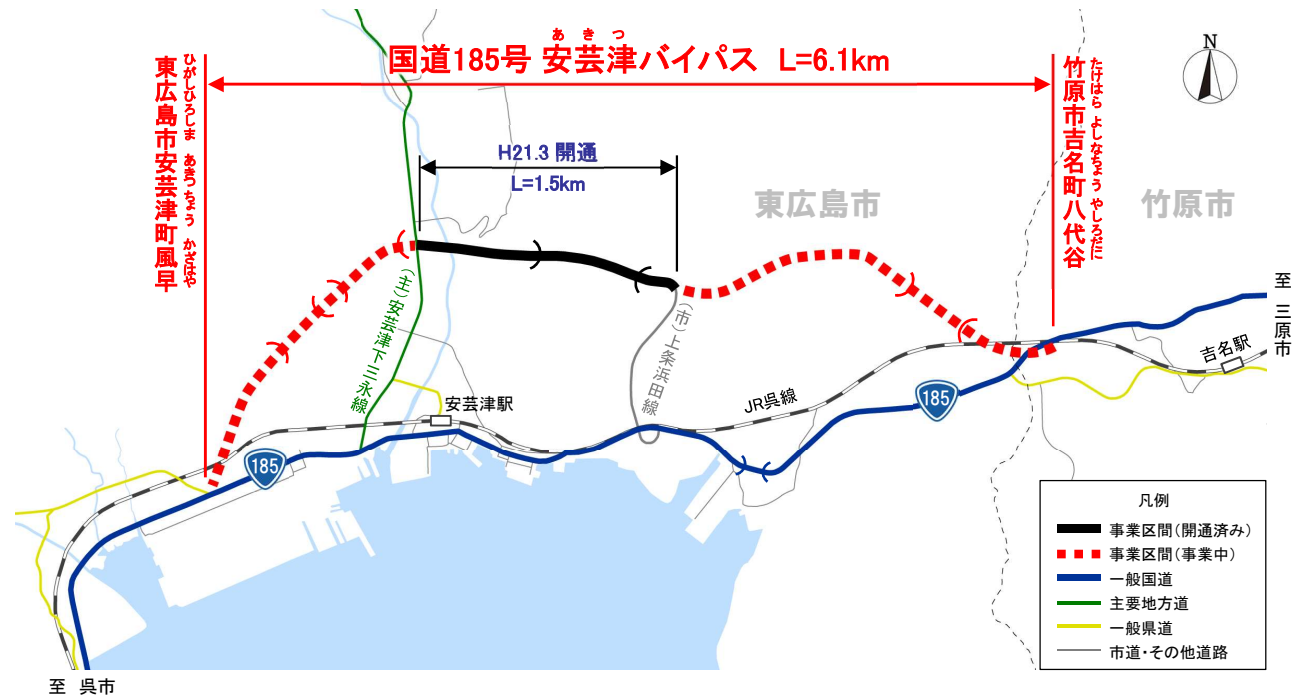 あきつ
国道185号 安芸津バイパス L=6.1km
ひがしひろしま あきつちょう かざはや
東広島市安芸津町風早
たけはら よしなちょう やしろだに
竹原市吉名町八代谷
N
H21.3 開通
L=1.5km
東広島市
竹原市
至 三原市
(主)安芸津下三永線
(市)上条浜田線
吉名駅
JR呉線
安芸津駅
185
185
凡例
事業区間(開通済み)
事業区間(事業中)
一般国道
主要地方道
一般県道
市道・その他道路
至 呉市